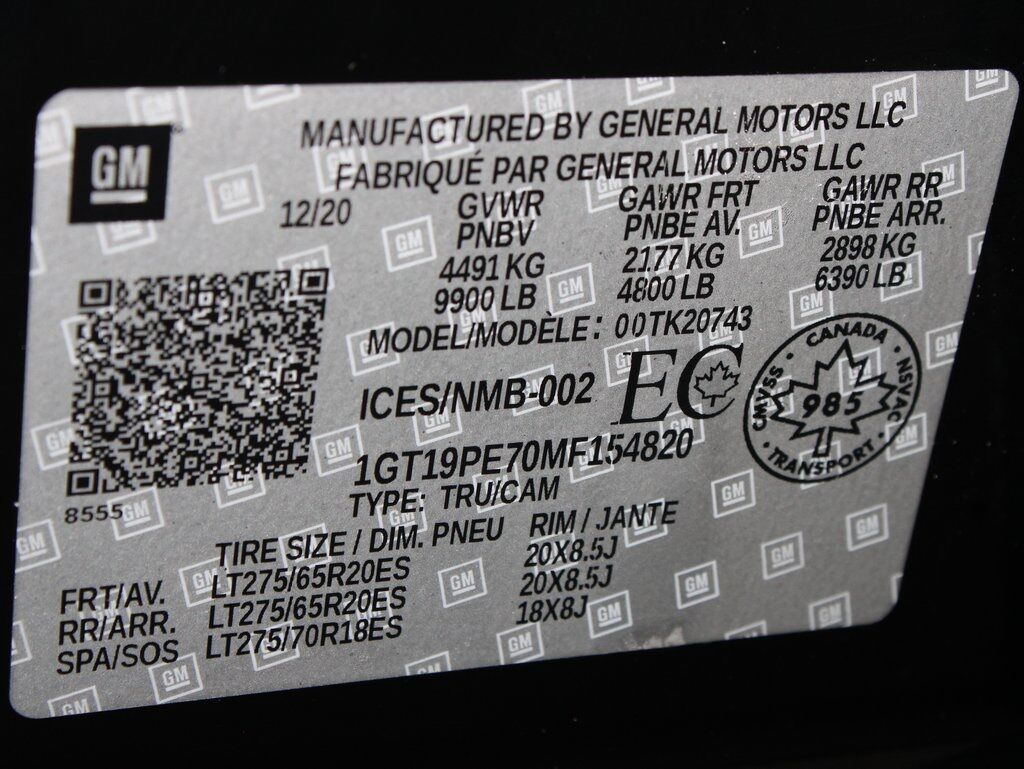 GM
MANUFACTURED BY GENERAL MOTORS LLC
FABRIQUÉ PAR GENERAL MOTORS LLC
12/20
GVWR GAWR FRT GAWR RR
PNBV PNBE AV. PNBE ARR.
4491 KG 2177 KG 2898 KG
9900 LB 4800 LB 6390 LB
MODEL/MODÈLE: 00TK20743
ICES/NMB-002 EC
CANADA
CMVSS 985 NSVAC
TRANSPORT
1GT19PE70MF154820
TYPE: TRU/CAM
8555
TIRE SIZE / DIM. PNEU RIM / JANTE
FRT/AV. LT275/65R20ES 20X8.5J
RR/ARR. LT275/65R20ES 20X8.5J
SPA/SOS LT275/70R18ES 18X8J